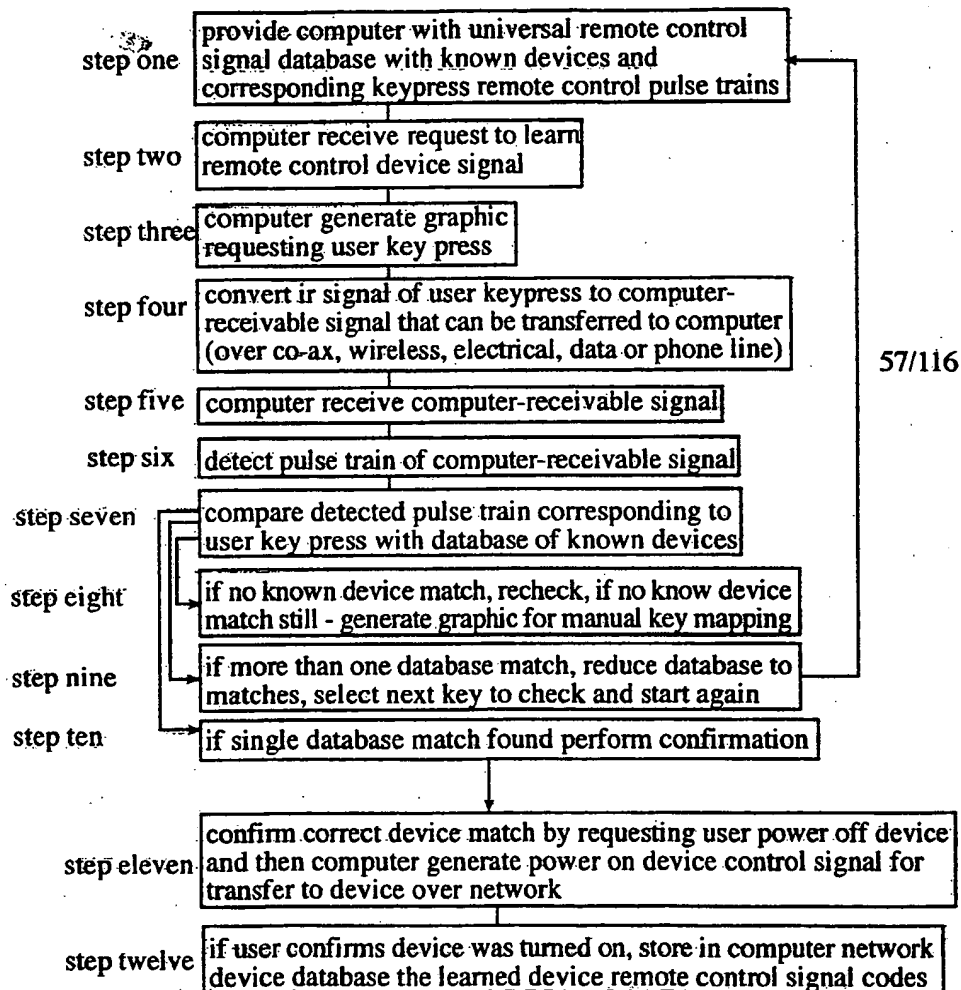 step one
provide computer with universal remote control
signal database with known devices and
corresponding keypress remote control pulse trains
step two
computer receive request to learn
remote control device signal
step three
computer generate graphic
requesting user key press
step four
convert ir signal of user keypress to computer-
receivable signal that can be transferred to computer
(over co-ax, wireless, electrical, data or phone line)
57/116
step five
computer receive computer-receivable signal
step six
detect pulse train of computer-receivable signal
step seven
compare detected pulse train corresponding to
user key press with database of known devices
step eight
if no known device match, recheck, if no know device
match still - generate graphic for manual key mapping
step nine
if more than one database match, reduce database to
matches, select next key to check and start again
step ten
if single database match found perform confirmation
step eleven
confirm correct device match by requesting user power off device
and then computer generate power on device control signal for
transfer to device over network
step twelve
if user confirms device was turned on, store in computer network
device database the learned device remote control signal codes